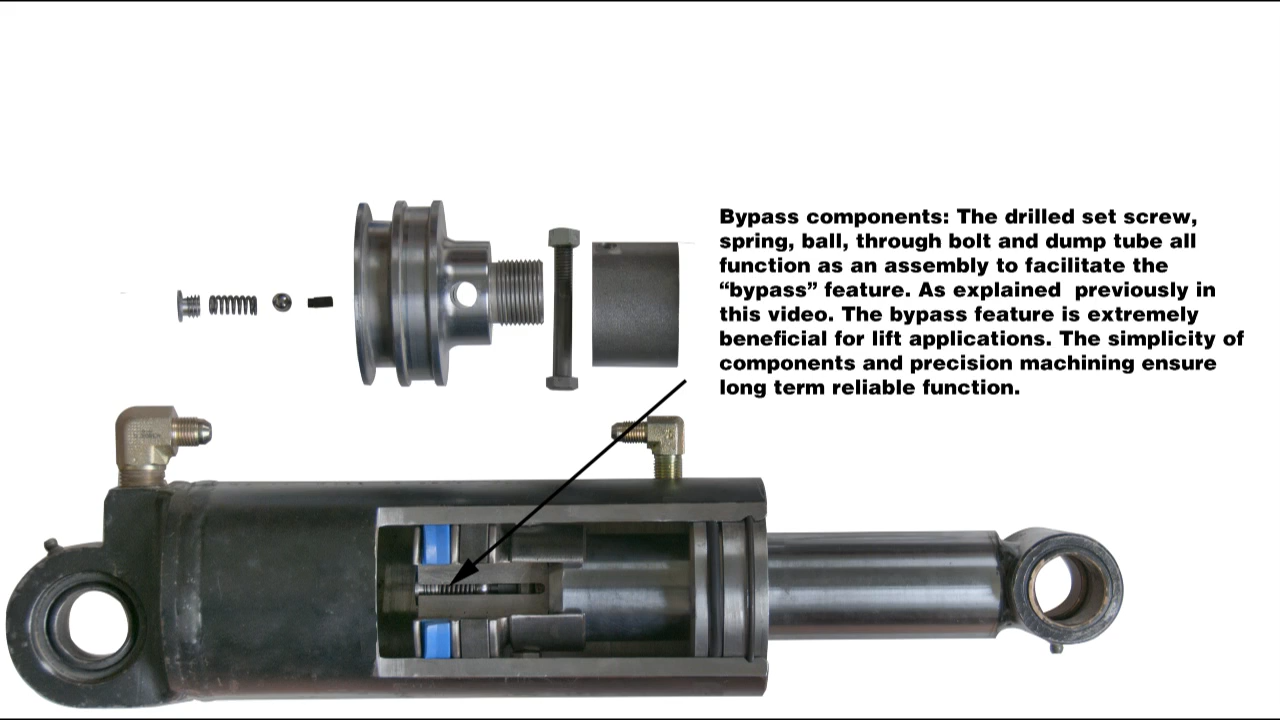 Bypass components: The drilled set screw,
spring, ball, through bolt and dump tube all
function as an assembly to facilitate the
“bypass” feature. As explained  previously in
this video. The bypass feature is extremely
beneficial for lift applications. The simplicity of
components and precision machining ensure
long term reliable function.